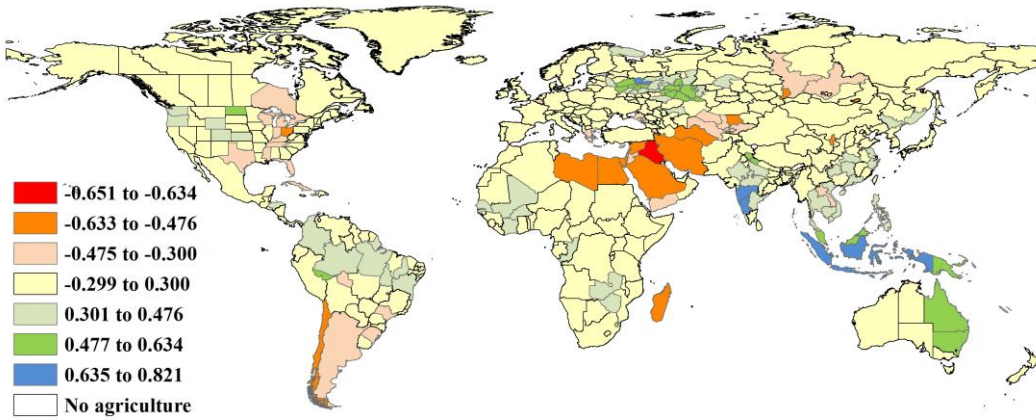 -0.651 to -0.634
-0.633 to -0.476
-0.475 to -0.300
-0.299 to 0.300
0.301 to 0.476
0.477 to 0.634
0.635 to 0.821
No agriculture